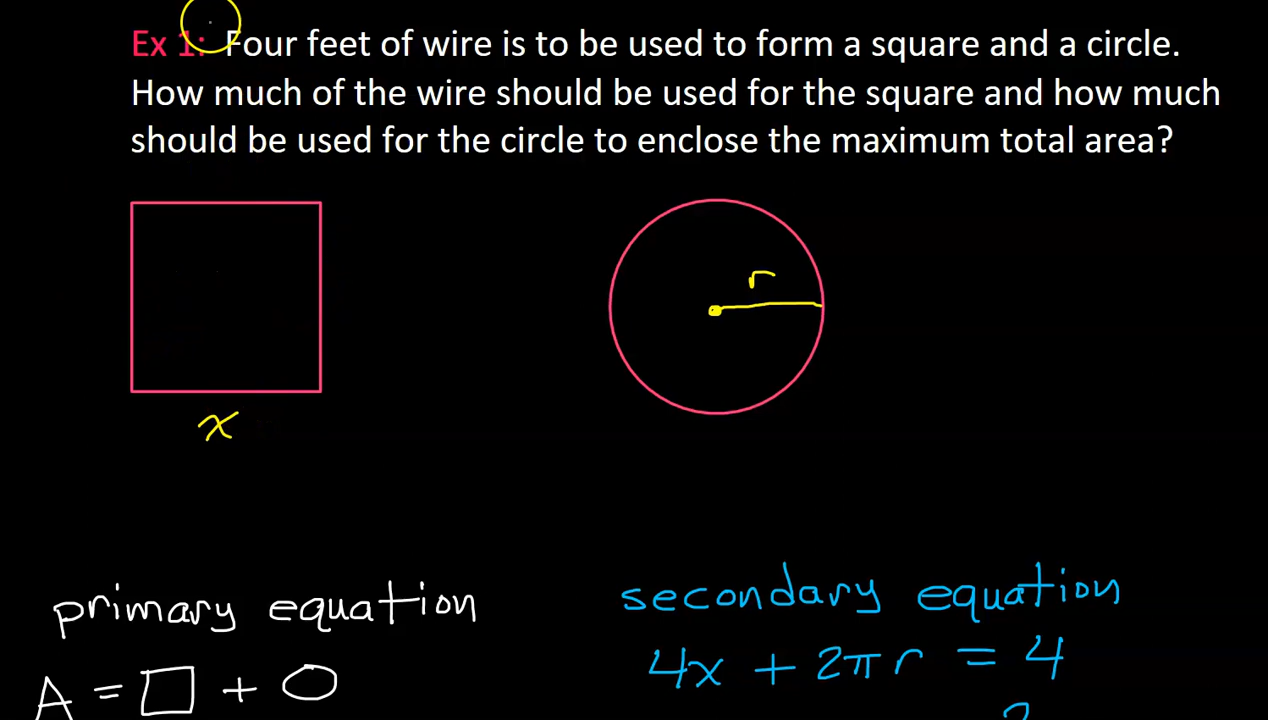 Ex 1: Four feet of wire is to be used to form a square and a circle.
How much of the wire should be used for the square and how much
should be used for the circle to enclose the maximum total area?
r
x
primary equation
secondary equation
4x + 2πr = 4
A = □ + ○